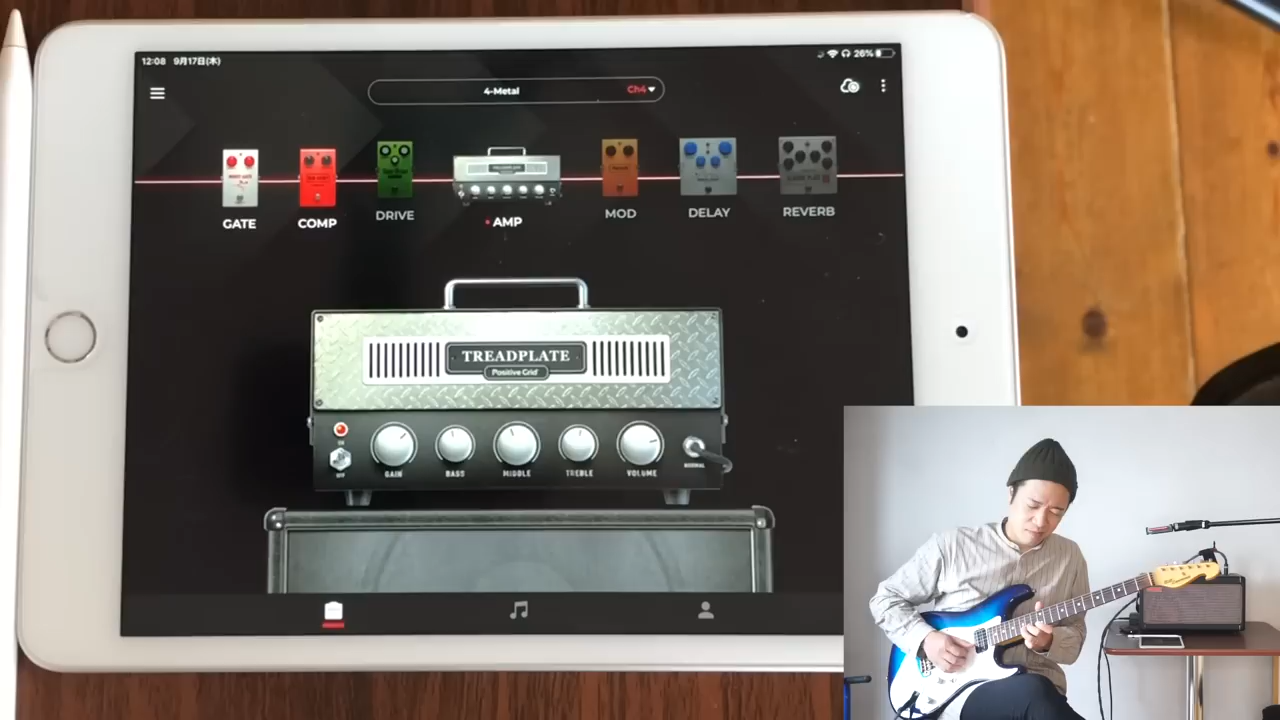 12:08 9月17日(木)
26%
4-Metal
Ch4
GATE
COMP
DRIVE
AMP
MOD
DELAY
REVERB
TREADPLATE
Positive Grid
GAIN
BASS
MIDDLE
TREBLE
VOLUME
NORMAL